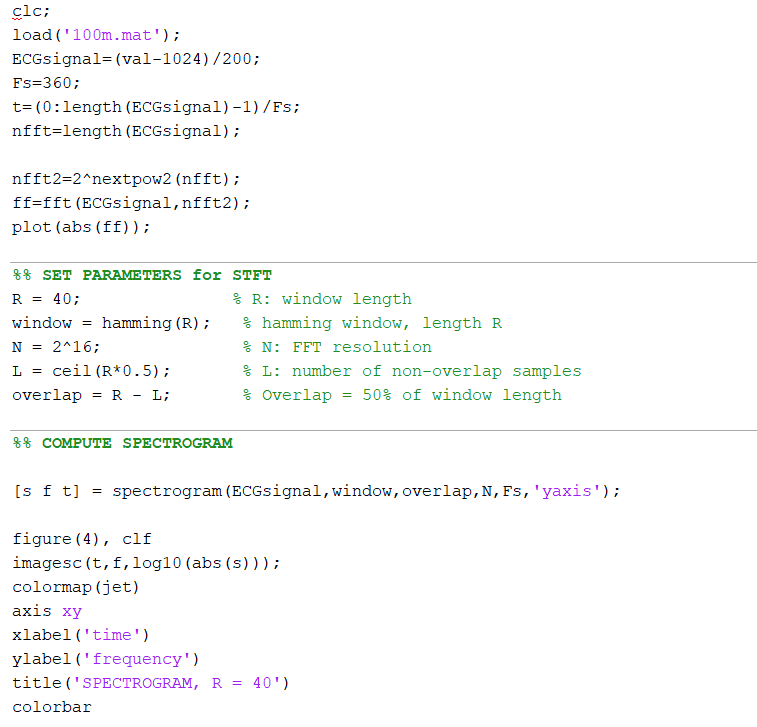 clc;
load('100m.mat');
ECGsignal=(val-1024)/200;
Fs=360;
t=(0:length(ECGsignal)-1)/Fs;
nfft=length(ECGsignal);
nfft2=2^nextpow2(nfft);
ff=fft(ECGsignal,nfft2);
plot(abs(ff));
%% SET PARAMETERS for STFT
R = 40;               % R: window length
window = hamming(R);   % hamming window, length R
N = 2^16;              % N: FFT resolution
L = ceil(R*0.5);       % L: number of non-overlap samples
overlap = R - L;       % Overlap = 50% of window length
%% COMPUTE SPECTROGRAM
[s f t] = spectrogram(ECGsignal,window,overlap,N,Fs,'yaxis');
figure(4), clf
imagesc(t,f,log10(abs(s)));
colormap(jet)
axis xy
xlabel('time')
ylabel('frequency')
title('SPECTROGRAM, R = 40')
colorbar